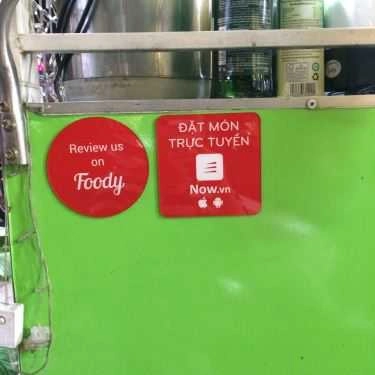 Review us
on
Foody
ĐẶT MÓN
TRỰC TUYẾN
Now.vn